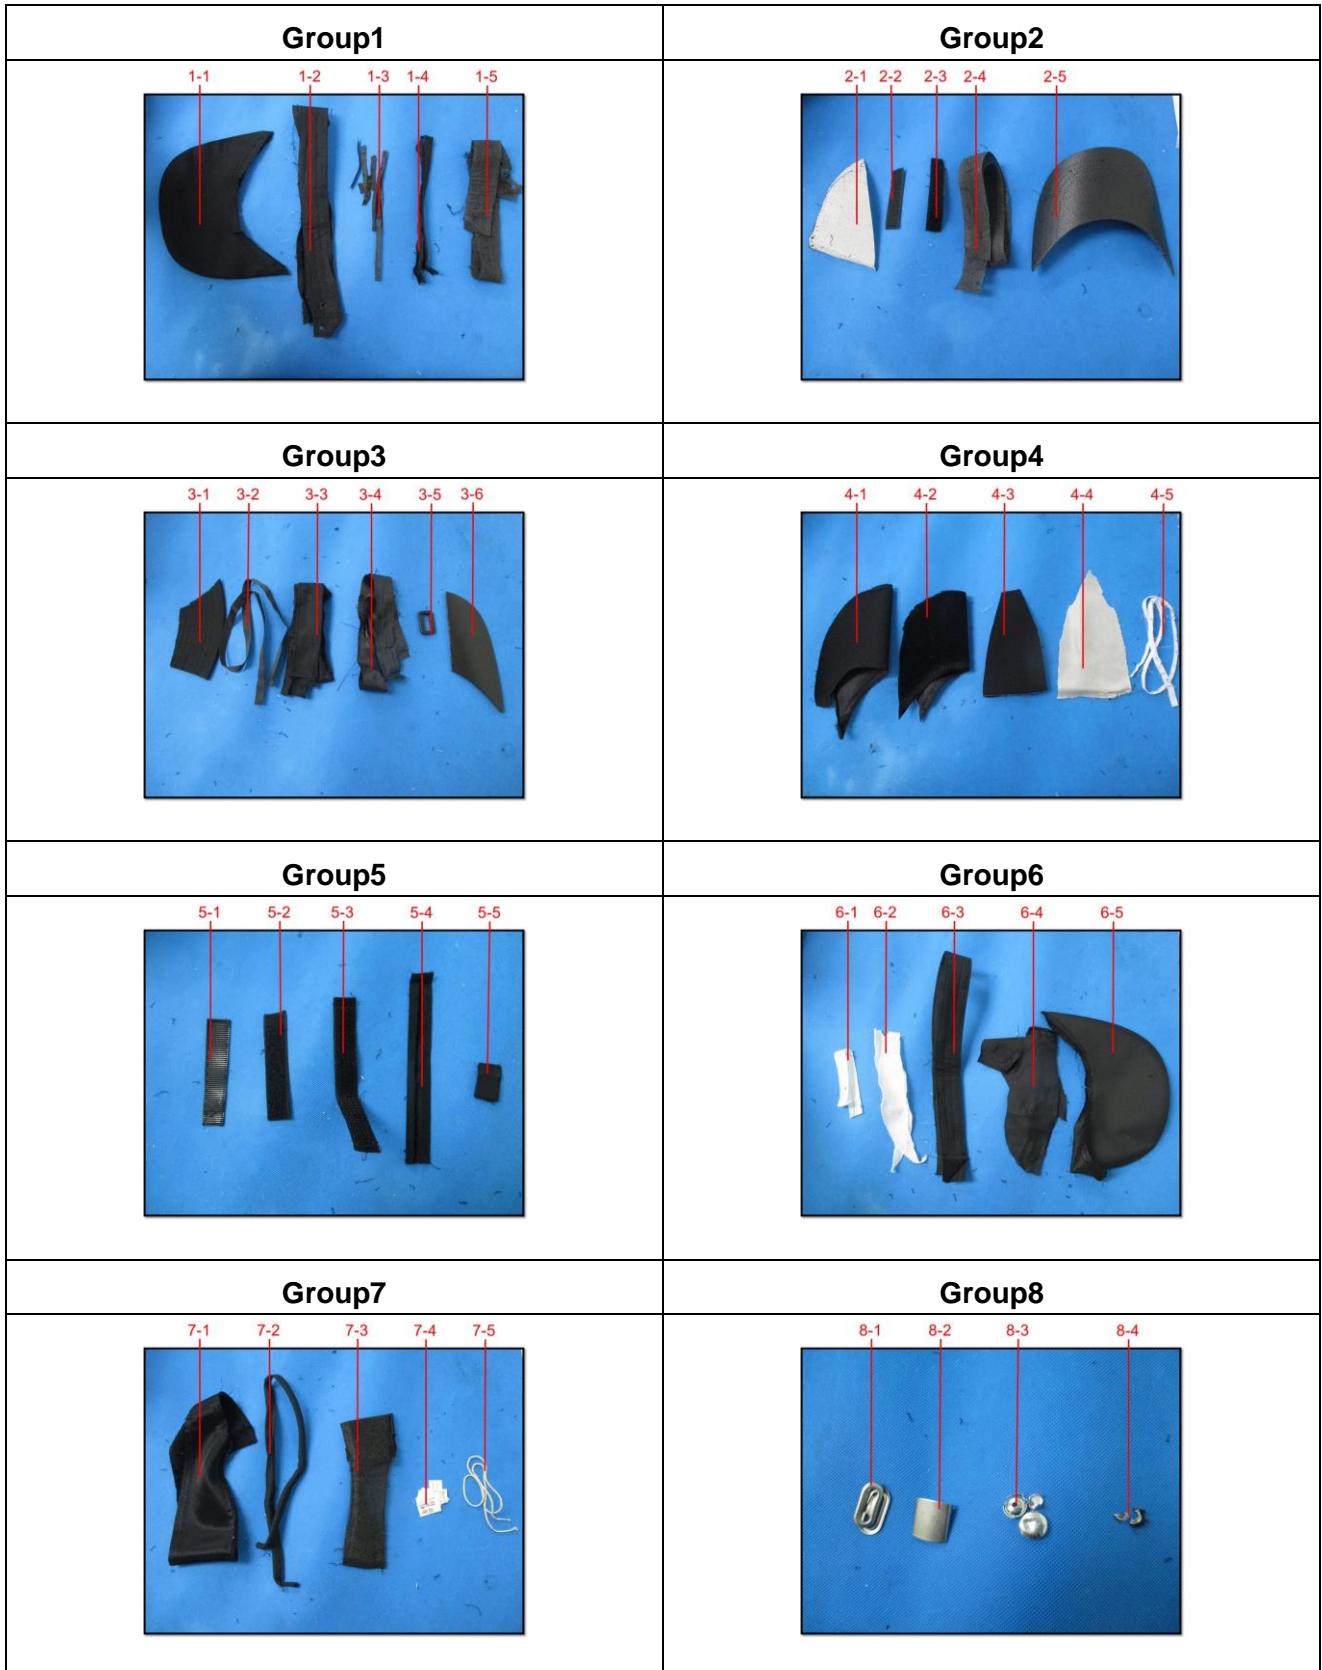 Group1
Group2
1-1 1-2 1-3 1-4 1-5
2-1 2-2 2-3 2-4 2-5
Group3
Group4
3-1 3-2 3-3 3-4 3-5 3-6
4-1 4-2 4-3 4-4 4-5
Group5
Group6
5-1 5-2 5-3 5-4 5-5
6-1 6-2 6-3 6-4 6-5
Group7
Group8
7-1 7-2 7-3 7-4 7-5
8-1 8-2 8-3 8-4